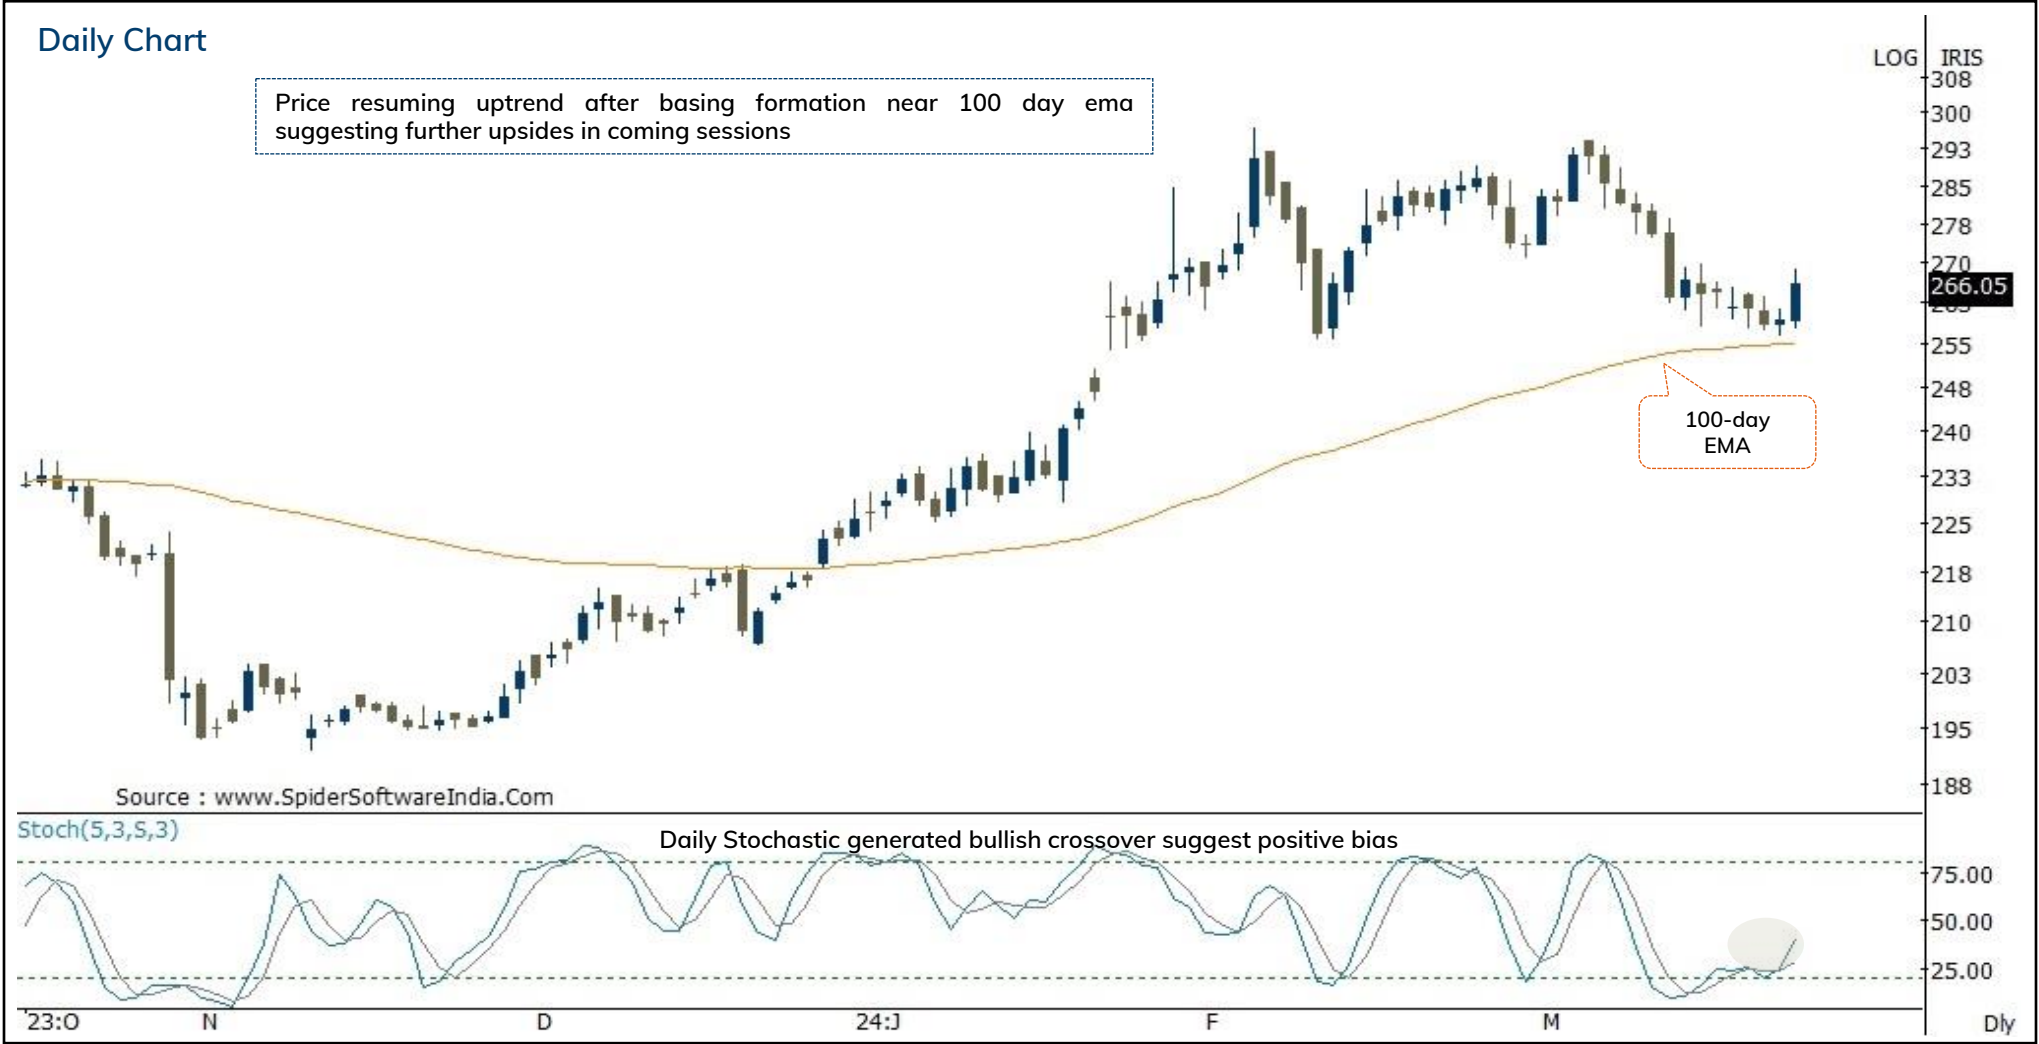 Daily Chart
LOG IRIS
Price resuming uptrend after basing formation near 100 day ema
suggesting further upsides in coming sessions
308
300
293
285
278
270
266.05
255
248
240
233
225
218
210
203
195
188
100-day
EMA
Source : www.SpiderSoftwareIndia.Com
Stoch(5,3,S,3)
Daily Stochastic generated bullish crossover suggest positive bias
75.00
50.00
25.00
23:O N D 24:J F M Dly